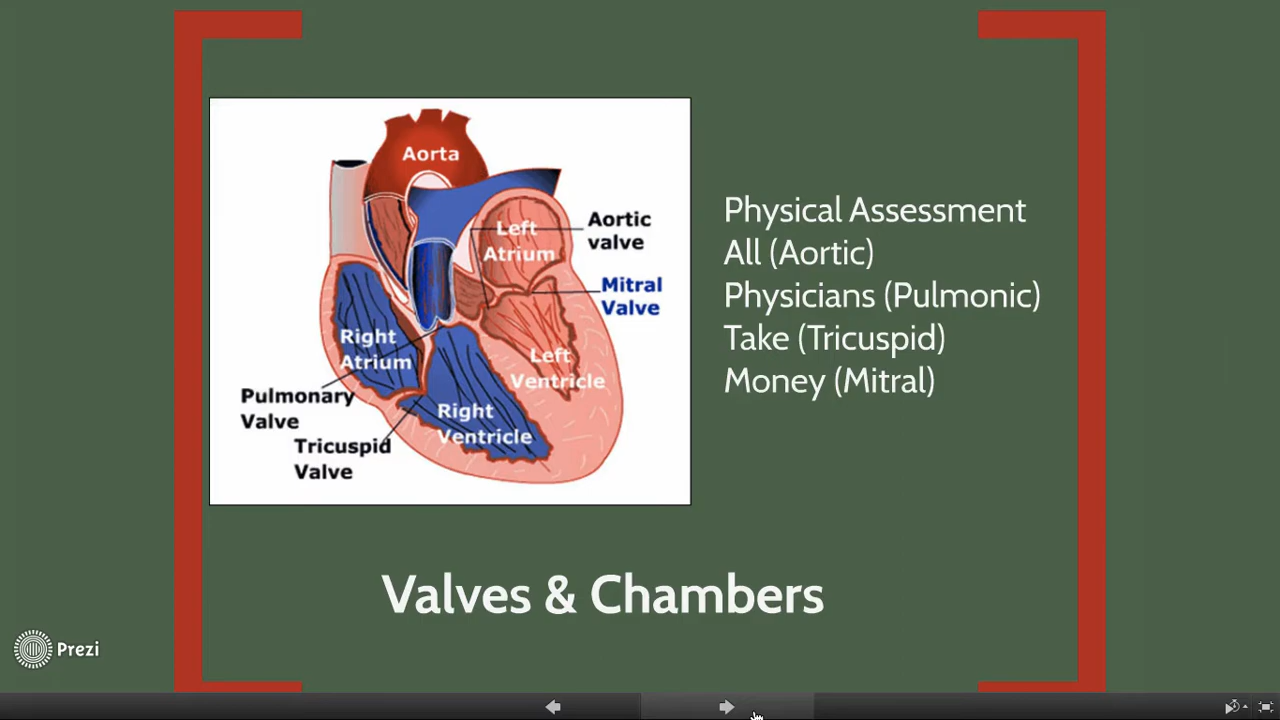 Aorta
Aortic
valve
Left
Atrium
Mitral
Valve
Right
Atrium
Left
Ventricle
Pulmonary
Valve
Right
Ventricle
Tricuspid
Valve
Physical Assessment
All (Aortic)
Physicians (Pulmonic)
Take (Tricuspid)
Money (Mitral)
Valves & Chambers
Prezi